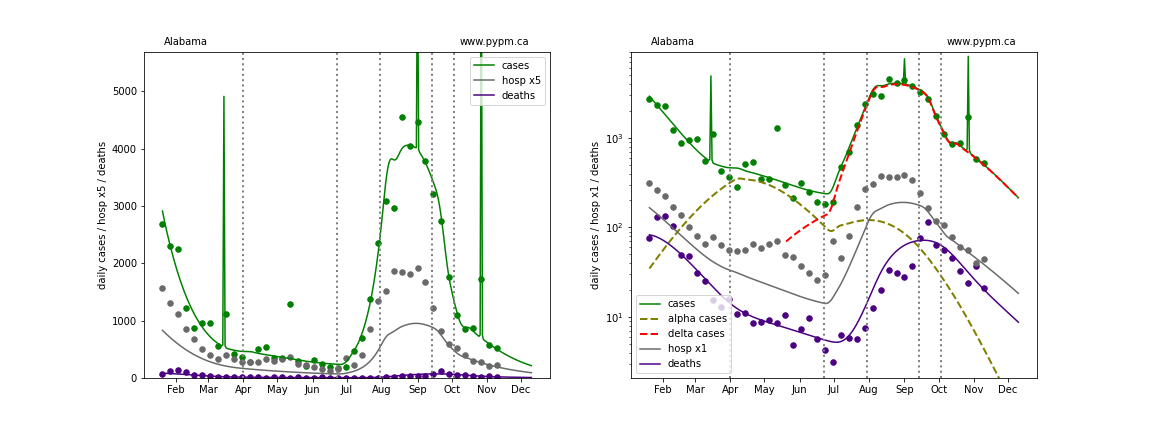 Alabama www.pypm.ca
cases
hosp x5
deaths
daily cases / hosp x5 / deaths
5000
4000
3000
2000
1000
0
Feb Mar Apr May Jun Jul Aug Sep Oct Nov Dec
Alabama www.pypm.ca
daily cases / hosp x1 / deaths
10³
10²
10¹
cases
alpha cases
delta cases
hosp x1
deaths
Feb Mar Apr May Jun Jul Aug Sep Oct Nov Dec